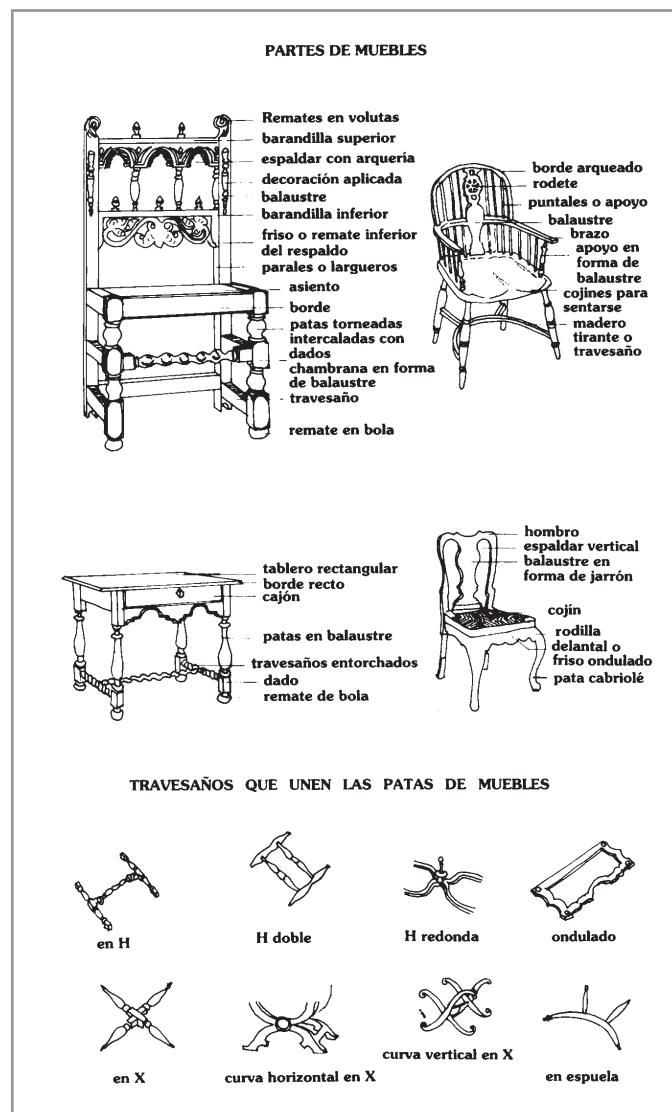 PARTES DE MUEBLES
Remates en volutas
barandilla superior
espaldar con arquería
decoración aplicada
balaustre
barandilla inferior
friso o remate inferior
del respaldo
parales o largueros
asiento
borde
patas torneadas
intercaladas con
dados
chambrana en forma
de balaustre
travesaño
remate en bola
borde arqueado
rodete
puntales o apoyo
balaustre
brazo
apoyo en
forma de
balaustre
cojines para
sentarse
madero
tirante o
travesaño
tablero rectangular
borde recto
cajón
patas en balaustre
travesaños entorchados
dado
remate de bola
hombro
espaldar vertical
balaustre en
forma de jarrón
cojín
rodilla
delantal o
friso ondulado
pata cabriolé
TRAVESAÑOS QUE UNEN LAS PATAS DE MUEBLES
en H
H doble
H redonda
ondulado
en X
curva horizontal en X
curva vertical en X
en espuela